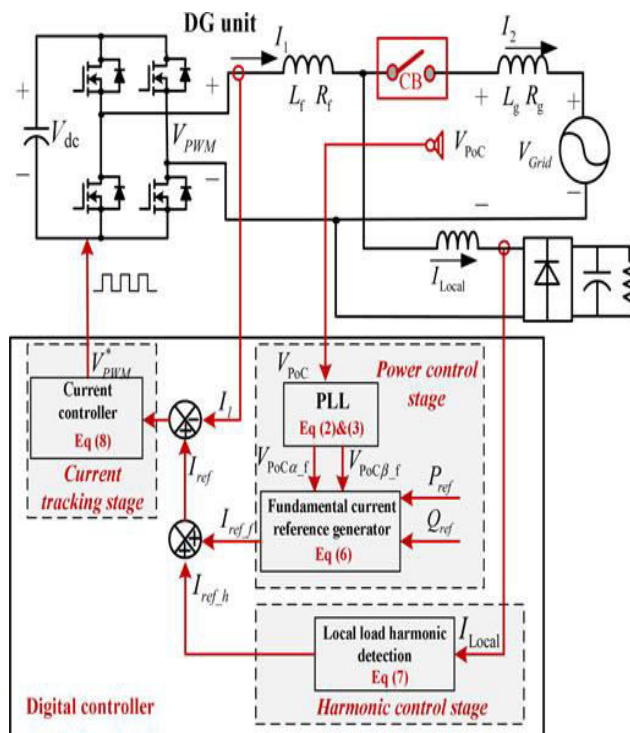 DG unit
I1
I2
CB
+
Lf Rf
+
Lg Rg
+
+
Vdc
VPWM
VPoC
VGrid
−
−
−
−
ILocal
V*PWM
VPoC
Power control stage
Current controller
Eq (8)
I1
PLL
Eq (2)&(3)
Current tracking stage
Iref
VPoCα_f
VPoCβ_f
Pref
Fundamental current reference generator
Eq (6)
Iref_f
Qref
Iref_h
ILocal
Local load harmonic detection
Eq (7)
Digital controller
Harmonic control stage